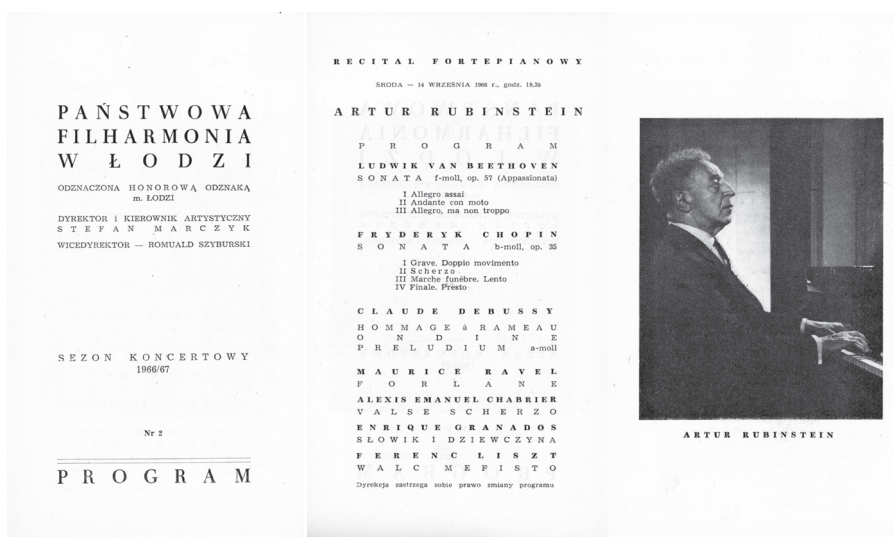 PAŃSTWOWA
FILHARMONIA
W ŁODZI
ODZNACZONA HONOROWĄ ODZNAKĄ
m. ŁODZI
DYREKTOR i KIEROWNIK ARTYSTYCZNY
STEFAN MARCZYK
WICEDYREKTOR — ROMUALD SZYBURSKI
SEZON KONCERTOWY
1966/67
Nr 2
PROGRAM
RECITAL FORTEPIANOWY
ŚRODA — 14 WRZEŚNIA 1966 r., godz. 19,30
ARTUR RUBINSTEIN
PROGRAM
LUDWIK VAN BEETHOVEN
SONATA f-moll, op. 57 (Appassionata)
I Allegro assai
II Andante con moto
III Allegro, ma non troppo
FRYDERYK CHOPIN
SONATA b-moll, op. 35
I Grave. Doppio movimento
II Scherzo
III Marche funèbre. Lento
IV Finale. Presto
CLAUDE DEBUSSY
HOMMAGE à RAMEAU
ONDINE
PRELUDIUM a-moll
MAURICE RAVEL
FORLANE
ALEXIS EMANUEL CHABRIER
VALSE SCHERZO
ENRIQUE GRANADOS
SŁOWIK I DZIEWCZYNA
FERENC LISZT
WALC MEFISTO
Dyrekcja zastrzega sobie prawo zmiany programu
ARTUR RUBINSTEIN